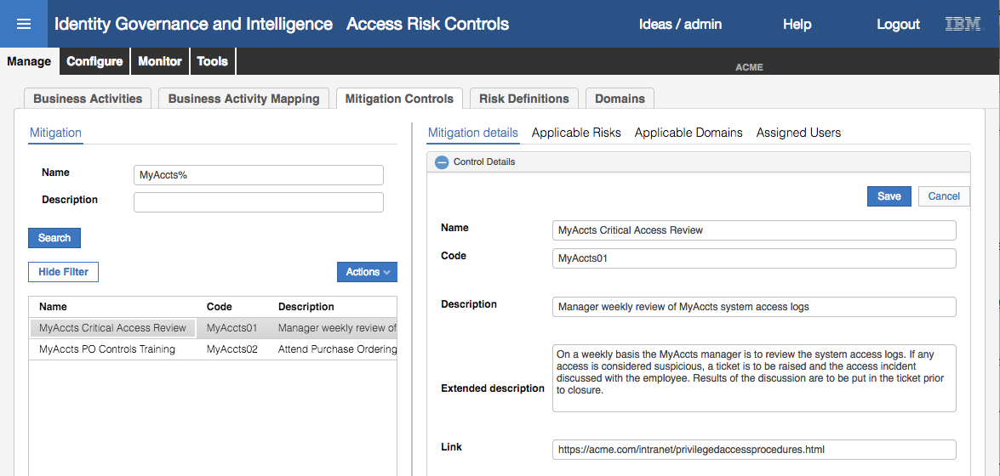 Identity Governance and Intelligence Access Risk Controls Ideas / admin Help Logout IBM
Manage Configure Monitor Tools ACME
Business Activities Business Activity Mapping Mitigation Controls Risk Definitions Domains
Mitigation
Name MyAccts%
Description
Search
Hide Filter Actions
Name Code Description
MyAccts Critical Access Review MyAccts01 Manager weekly review of
MyAccts PO Controls Training MyAccts02 Attend Purchase Ordering
Mitigation details Applicable Risks Applicable Domains Assigned Users
Control Details
Save Cancel
Name MyAccts Critical Access Review
Code MyAccts01
Description Manager weekly review of MyAccts system access logs
Extended description
On a weekly basis the MyAccts manager is to review the system access logs. If any
access is considered suspicious, a ticket is to be raised and the access incident
discussed with the employee. Results of the discussion are to be put in the ticket prior
to closure.
Link https://acme.com/intranet/privilegedaccessprocedures.html